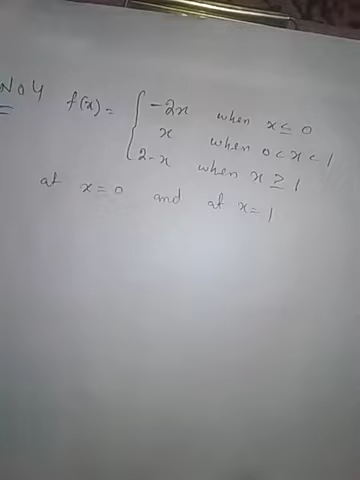 No 4 f(x) = { -2x when x ≤ 0
x when 0 < x < 1
2-x when x ≥ 1
at x = 0 and at x = 1